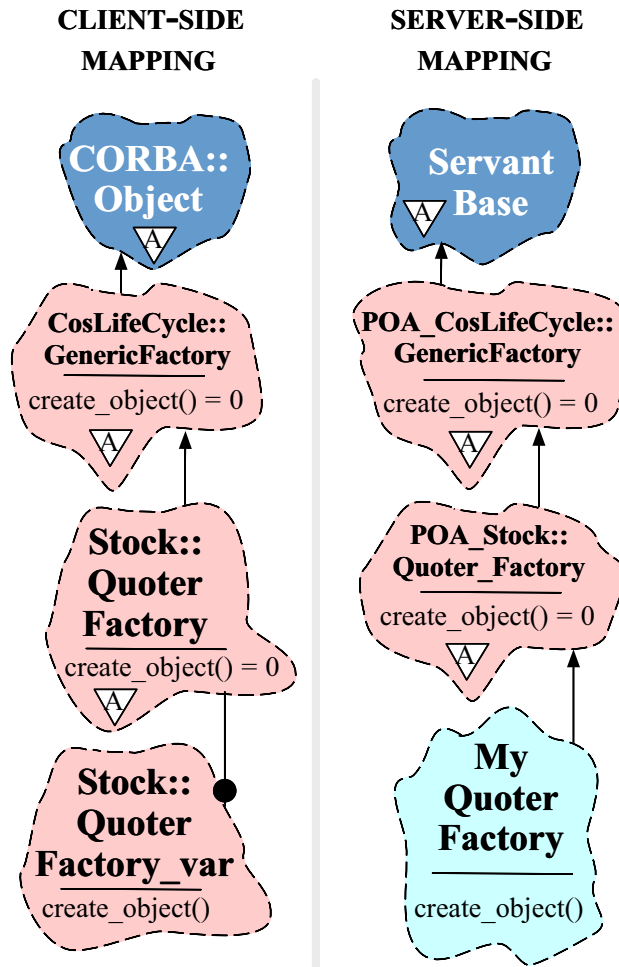 CLIENT-SIDE
MAPPING
CORBA::
Object
A
CosLifeCycle::
GenericFactory
create_object() = 0
A
Stock::
Quoter
Factory
create_object() = 0
A
Stock::
Quoter
Factory_var
create_object()
SERVER-SIDE
MAPPING
Servant
Base
A
POA_CosLifeCycle::
GenericFactory
create_object() = 0
A
POA_Stock::
Quoter_Factory
create_object() = 0
A
My
Quoter
Factory
create_object()